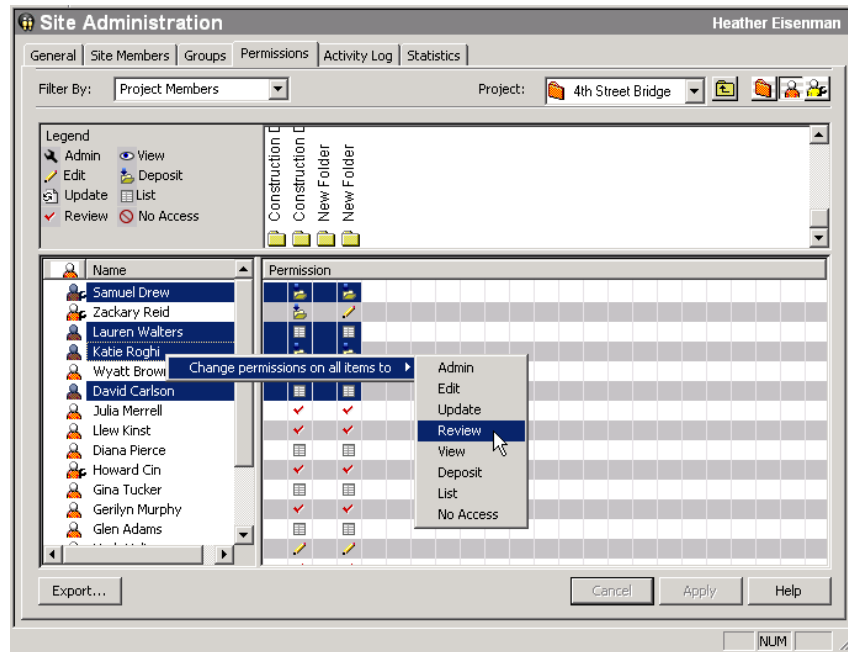 Site Administration Heather Eisenman
General Site Members Groups Permissions Activity Log Statistics
Filter By: Project Members Project: 4th Street Bridge
Legend
Admin View
Edit Deposit
Update List
Review No Access
Construction D
Construction D
New Folder
New Folder
Name Permission
Samuel Drew
Zackary Reid
Lauren Walters
Katie Roghi
Wyatt Brow
Change permissions on all items to
David Carlson
Julia Merrell
Llew Kinst
Diana Pierce
Howard Cin
Gina Tucker
Gerilyn Murphy
Glen Adams
Admin
Edit
Update
Review
View
Deposit
List
No Access
Export... Cancel Apply Help
NUM